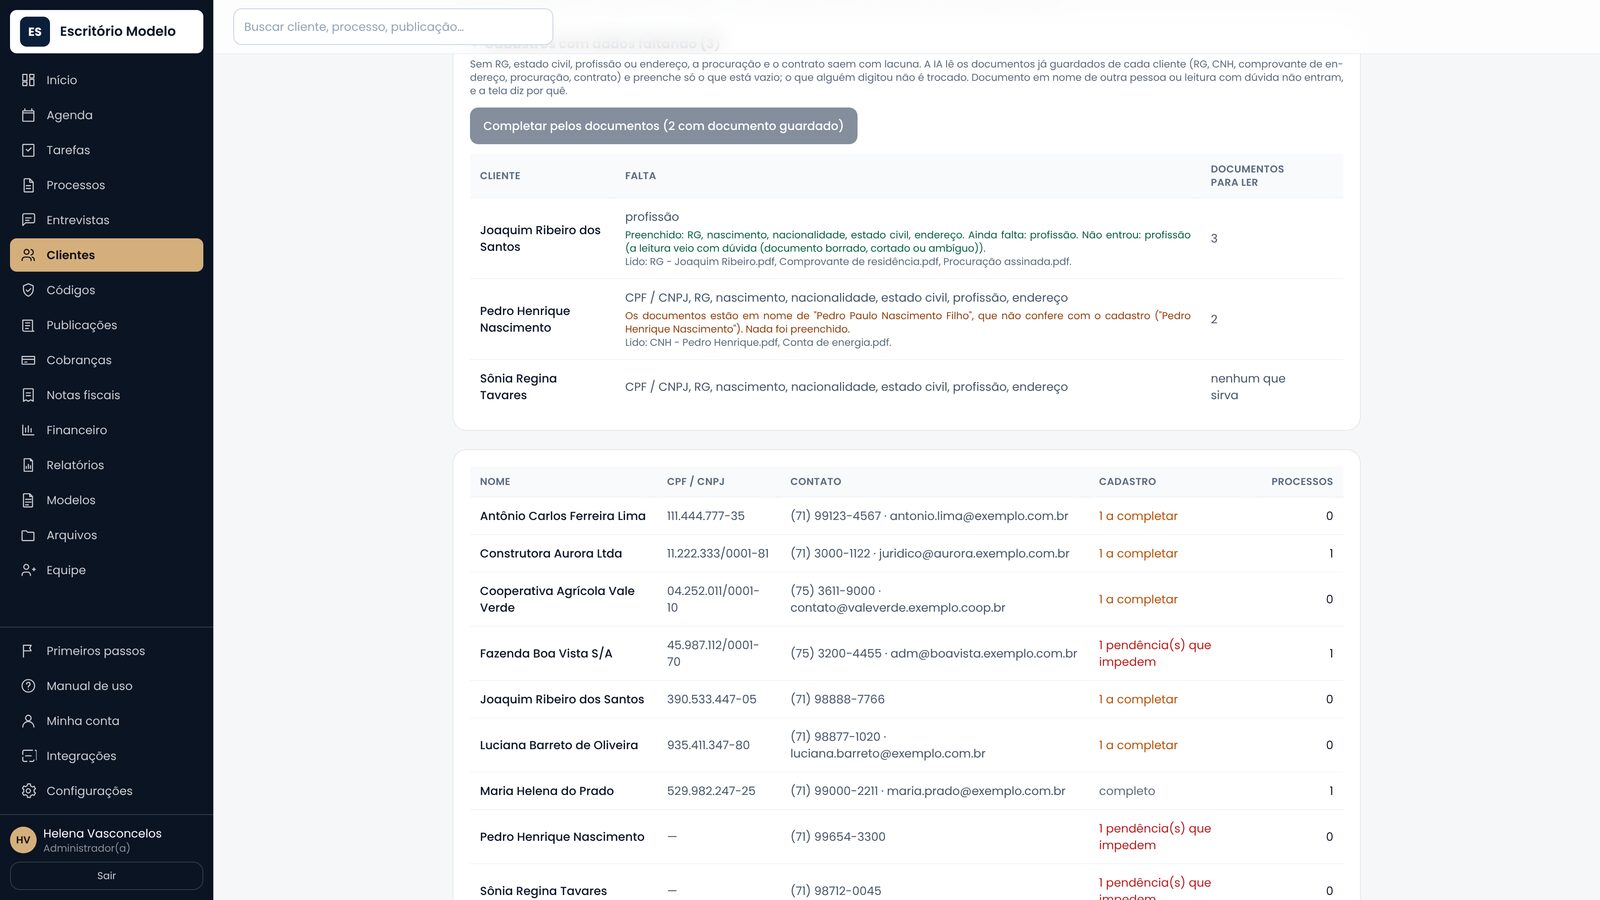 ES Escritório Modelo
Início
Agenda
Tarefas
Processos
Entrevistas
Clientes
Códigos
Publicações
Cobranças
Notas fiscais
Financeiro
Relatórios
Modelos
Arquivos
Equipe
Primeiros passos
Manual de uso
Minha conta
Integrações
Configurações
HV Helena Vasconcelos
Administrador(a)
Sair
Buscar cliente, processo, publicação...
Cadastros com dados faltando (3)
Sem RG, estado civil, profissão ou endereço, a procuração e o contrato saem com lacuna. A IA lê os documentos já guardados de cada cliente (RG, CNH, comprovante de en-
dereço, procuração, contrato) e preenche só o que está vazio; o que alguém digitou não é trocado. Documento em nome de outra pessoa ou leitura com dúvida não entram,
e a tela diz por quê.
Completar pelos documentos (2 com documento guardado)
CLIENTE FALTA DOCUMENTOS
PARA LER
Joaquim Ribeiro dos
Santos
profissão
Preenchido: RG, nascimento, nacionalidade, estado civil, endereço. Ainda falta: profissão. Não entrou: profissão
(a leitura veio com dúvida (documento borrado, cortado ou ambíguo)).
Lido: RG - Joaquim Ribeiro.pdf, Comprovante de residência.pdf, Procuração assinada.pdf.
3
Pedro Henrique
Nascimento
CPF / CNPJ, RG, nascimento, nacionalidade, estado civil, profissão, endereço
Os documentos estão em nome de "Pedro Paulo Nascimento Filho", que não confere com o cadastro ("Pedro
Henrique Nascimento"). Nada foi preenchido.
Lido: CNH - Pedro Henrique.pdf, Conta de energia.pdf.
2
Sônia Regina
Tavares
CPF / CNPJ, RG, nascimento, nacionalidade, estado civil, profissão, endereço
nenhum que
sirva
NOME CPF / CNPJ CONTATO CADASTRO PROCESSOS
Antônio Carlos Ferreira Lima 111.444.777-35 (71) 99123-4567 · antonio.lima@exemplo.com.br 1 a completar 0
Construtora Aurora Ltda 11.222.333/0001-81 (71) 3000-1122 · juridico@aurora.exemplo.com.br 1 a completar 1
Cooperativa Agrícola Vale
Verde
04.252.011/0001-
10
(75) 3611-9000 ·
contato@valeverde.exemplo.coop.br
1 a completar 0
Fazenda Boa Vista S/A
45.987.112/0001-
70
(75) 3200-4455 · adm@boavista.exemplo.com.br
1 pendência(s) que
impedem
1
Joaquim Ribeiro dos Santos 390.533.447-05 (71) 98888-7766 1 a completar 0
Luciana Barreto de Oliveira 935.411.347-80
(71) 98877-1020 ·
luciana.barreto@exemplo.com.br
1 a completar 0
Maria Helena do Prado 529.982.247-25 (71) 99000-2211 · maria.prado@exemplo.com.br completo 1
Pedro Henrique Nascimento — (71) 99654-3300
1 pendência(s) que
impedem
0
Sônia Regina Tavares — (71) 98712-0045
1 pendência(s) que
impedem
0